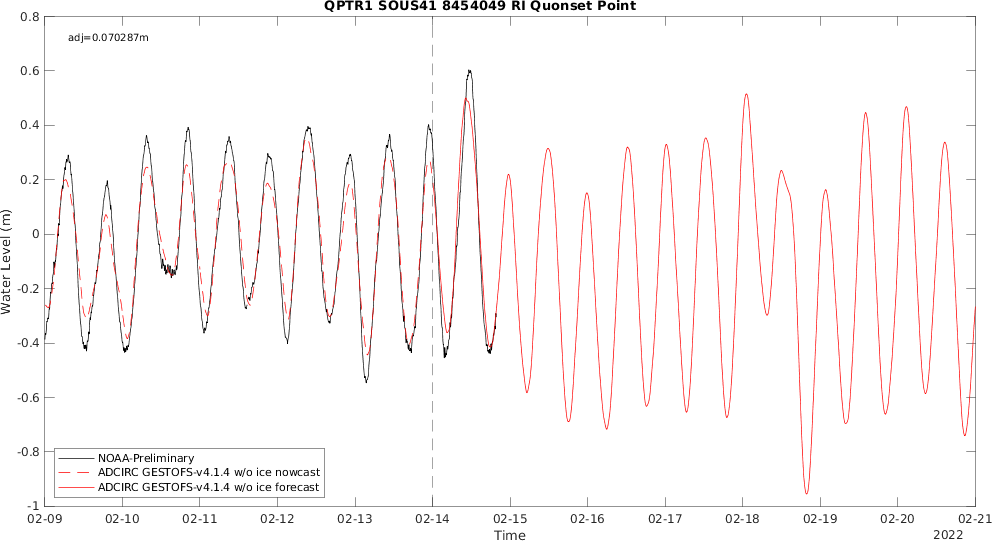 QPTR1 SOUS41 8454049 RI Quonset Point
adj=0.070287m
0.8
0.6
0.4
0.2
0
-0.2
-0.4
-0.6
-0.8
-1
Water Level (m)
NOAA-Preliminary
ADCIRC GESTOFS-v4.1.4 w/o ice nowcast
ADCIRC GESTOFS-v4.1.4 w/o ice forecast
02-09 02-10 02-11 02-12 02-13 02-14 02-15 02-16 02-17 02-18 02-19 02-20 02-21
Time
2022